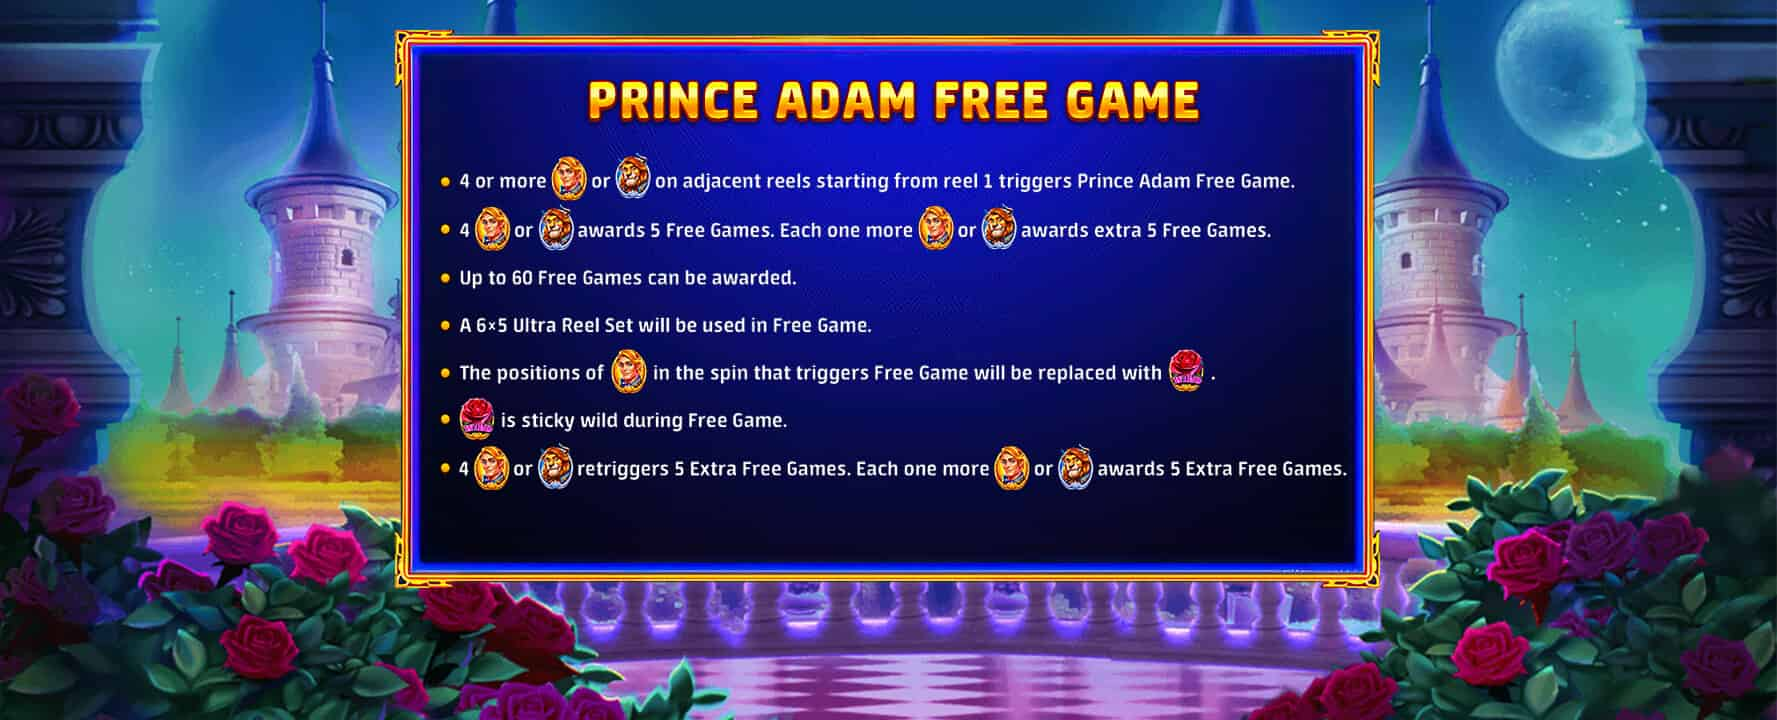 PRINCE ADAM FREE GAME
4 or more or on adjacent reels starting from reel 1 triggers Prince Adam Free Game.
4 or awards 5 Free Games. Each one more or awards extra 5 Free Games.
Up to 60 Free Games can be awarded.
A 6×5 Ultra Reel Set will be used in Free Game.
The positions of in the spin that triggers Free Game will be replaced with .
is sticky wild during Free Game.
4 or retriggers 5 Extra Free Games. Each one more or awards 5 Extra Free Games.